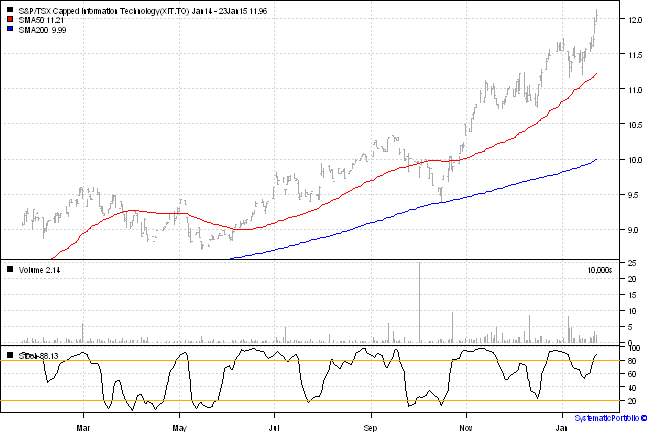 S&P/TSX Capped Information Technology(XIT.TO) Jan14 - 23Jan15 11.96
SMA50 11.21
SMA200 9.99
12.0
11.5
11.0
10.5
10.0
9.5
9.0
Volume 2.14
10,000s
25
20
15
10
5
0
Stoch 88.13
100
80
60
40
20
Mar
May
Jul
Sep
Nov
Jan
SystematicPortfolio ©